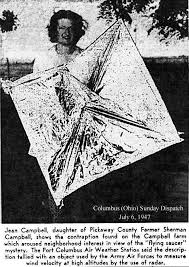 Columbus (Ohio) Sunday Dispatch
July 6, 1947
Jean Campbell, daughter of Pickaway County Farmer Sherman
Campbell, shows the contraption found on the Campbell farm
which aroused neighborhood interest in view of the "flying saucer"
mystery. The Port Columbus Air Weather Station said the descrip-
tion tallied with an object used by the Army Air Forces to measure
wind velocity at high altitudes by the use of radar.